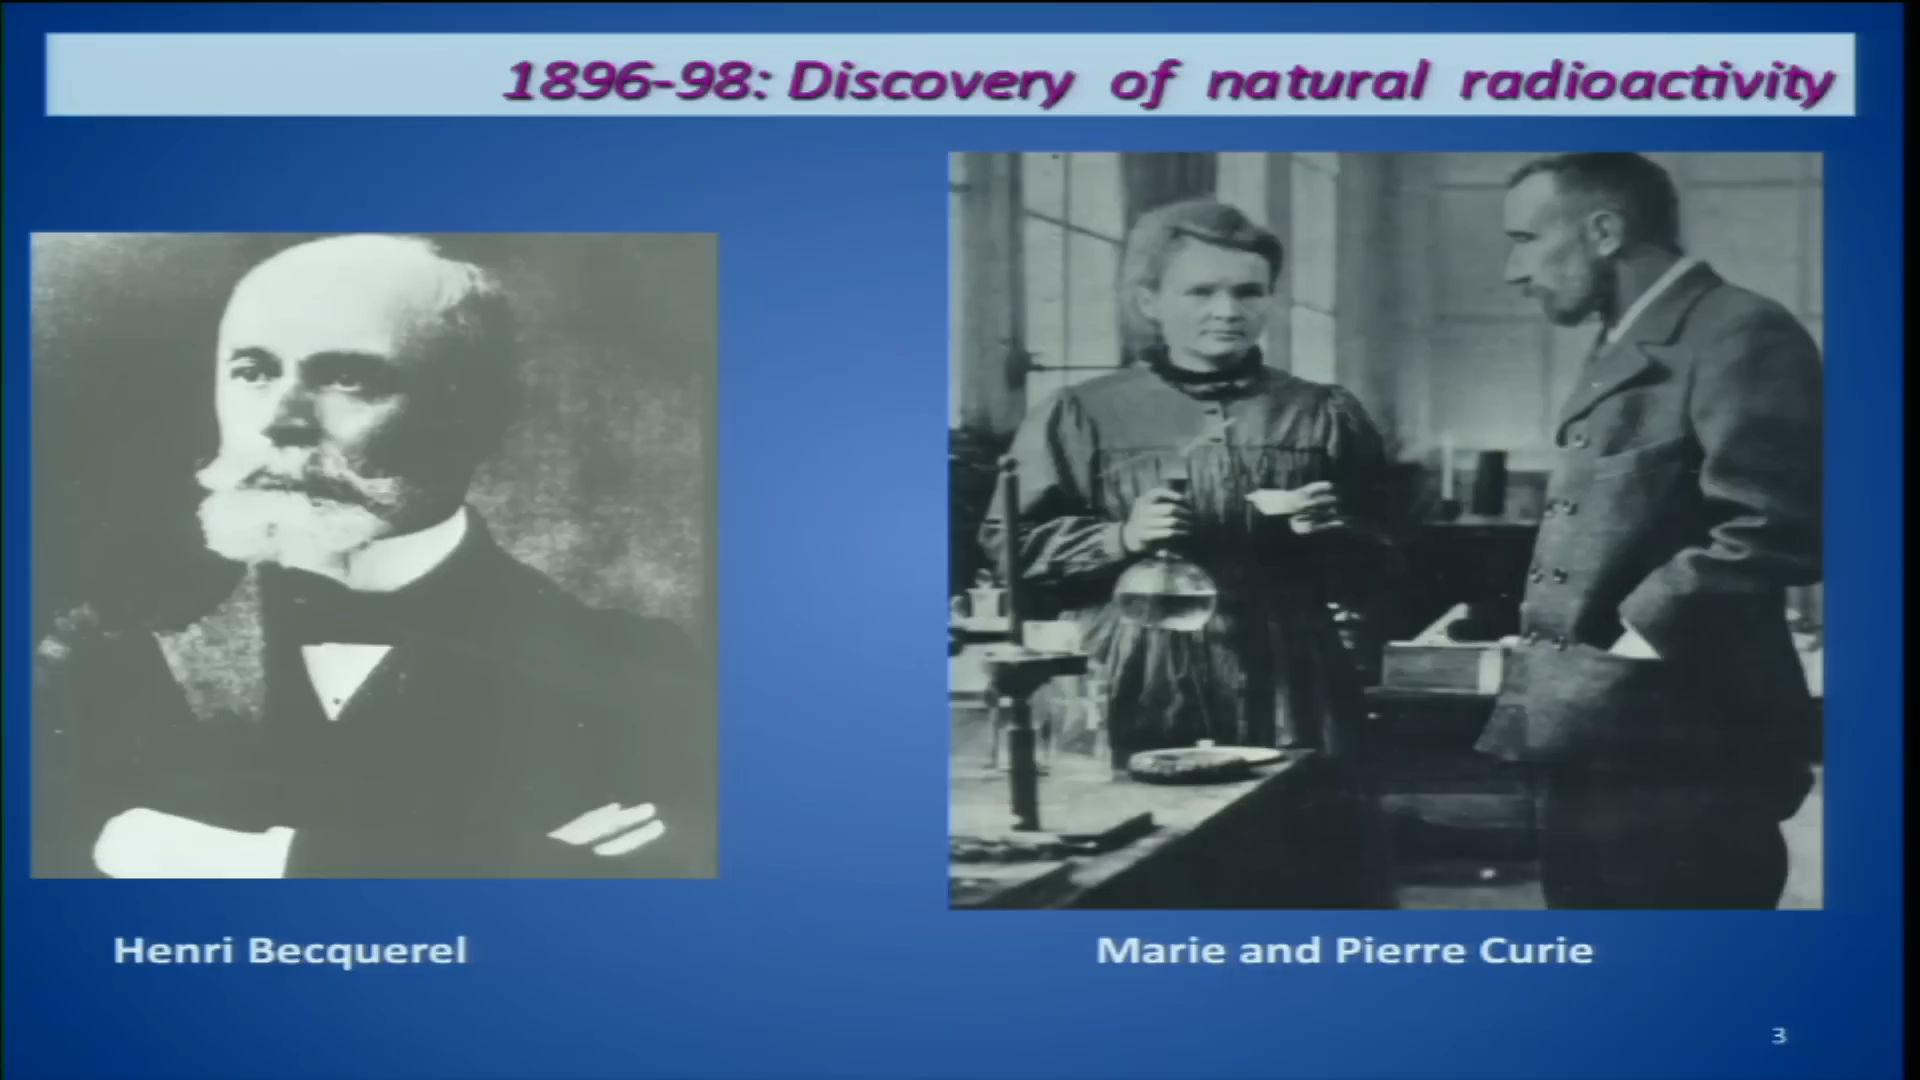 1896-98: Discovery of natural radioactivity
Henri Becquerel
Marie and Pierre Curie
3